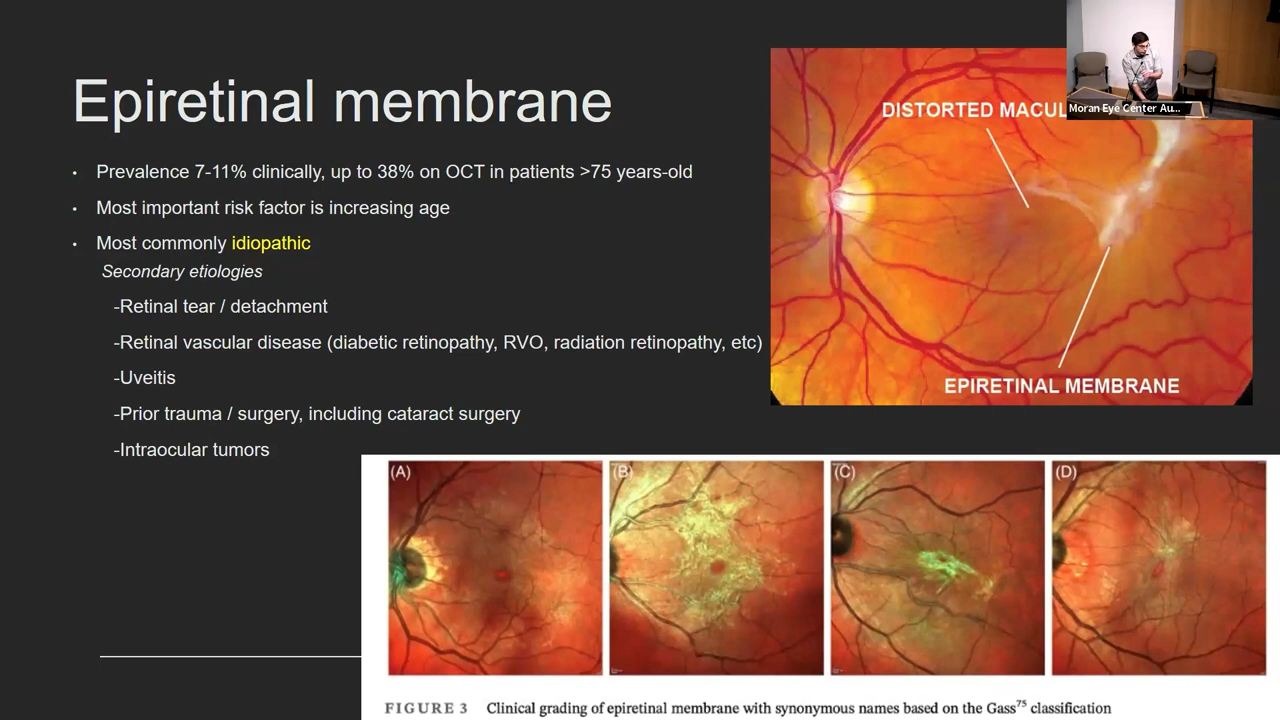 Epiretinal membrane
• Prevalence 7-11% clinically, up to 38% on OCT in patients >75 years-old
• Most important risk factor is increasing age
• Most commonly idiopathic
Secondary etiologies
-Retinal tear / detachment
-Retinal vascular disease (diabetic retinopathy, RVO, radiation retinopathy, etc)
-Uveitis
-Prior trauma / surgery, including cataract surgery
-Intraocular tumors
DISTORTED MACUL
EPIRETINAL MEMBRANE
Moran Eye Center Au...
(A) (B) (C) (D)
FIGURE 3 Clinical grading of epiretinal membrane with synonymous names based on the Gass75 classification